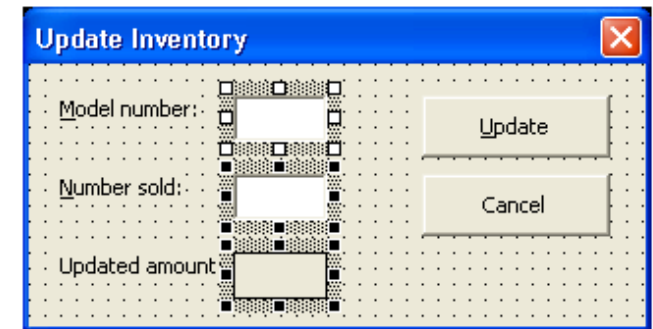 Update Inventory
Model number:
Update
Number sold:
Cancel
Updated amount